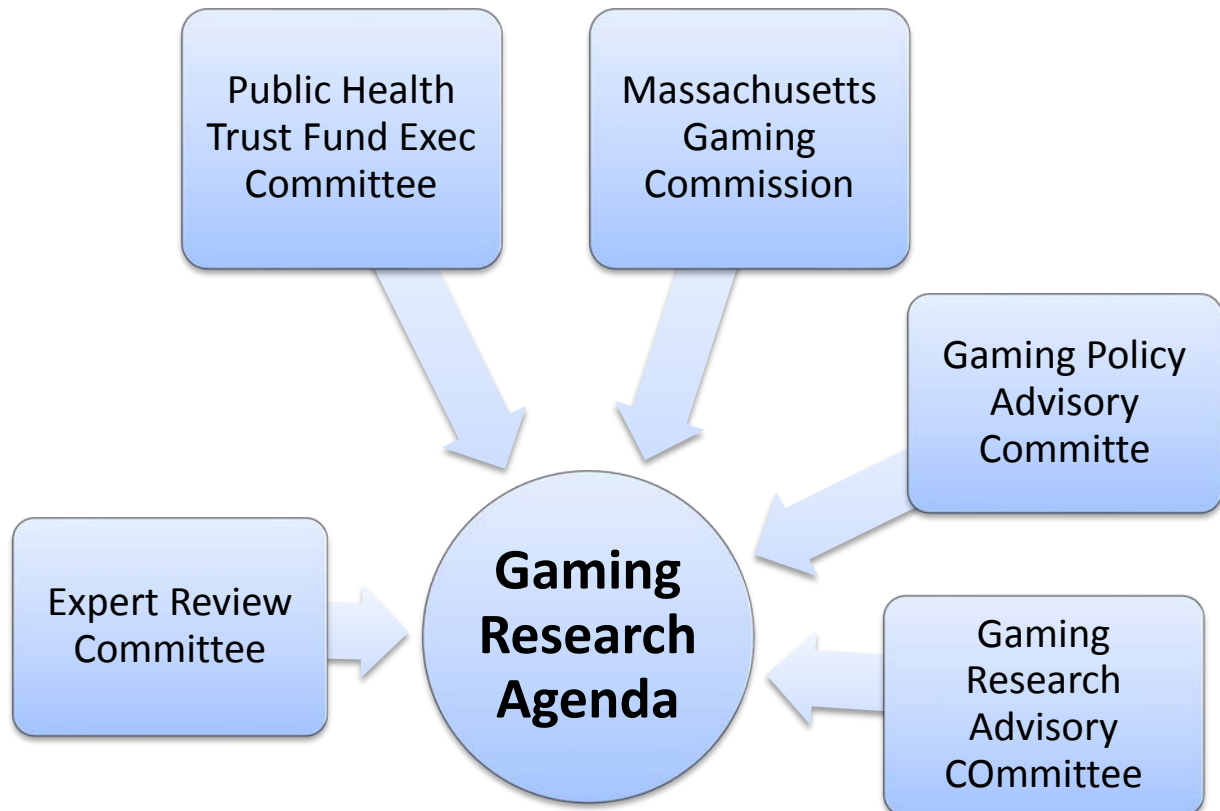 Public Health
Trust Fund Exec
Committee
Massachusetts
Gaming
Commission
Gaming Policy
Advisory
Committe
Expert Review
Committee
Gaming
Research
Agenda
Gaming
Research
Advisory
COmmittee